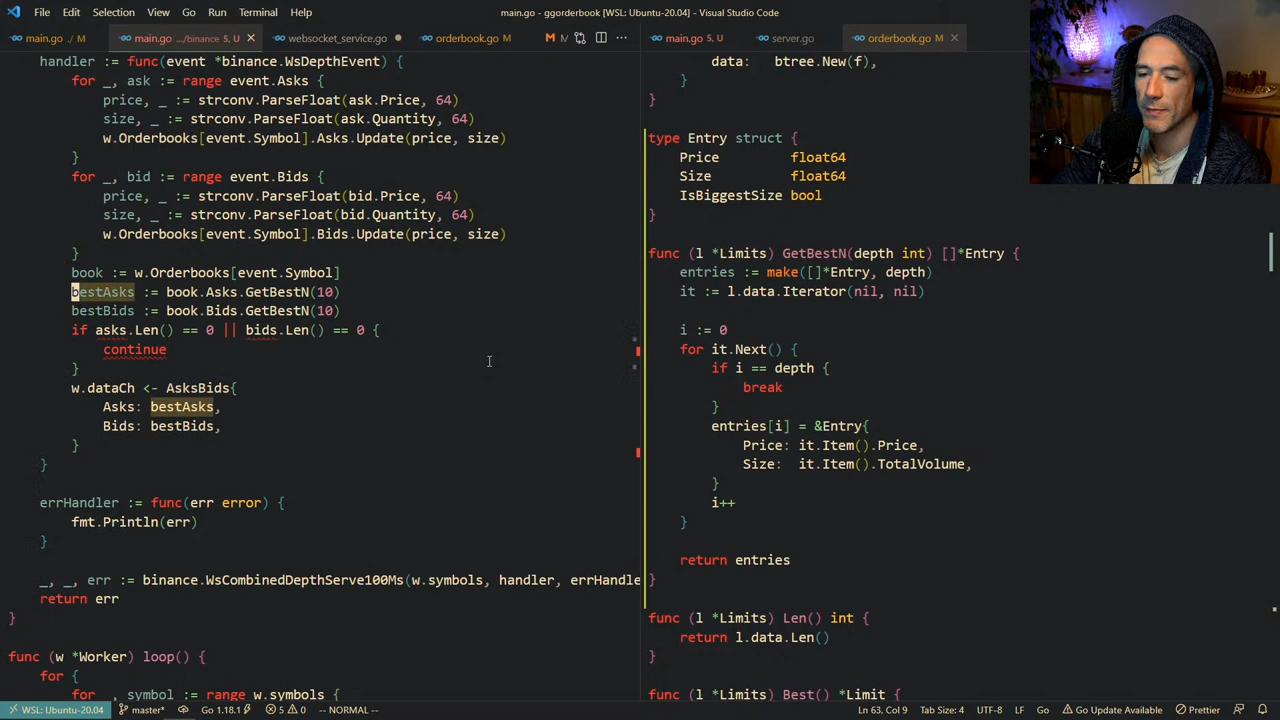 File Edit View Go Run Terminal Help
main.go - ggorderbook [WSL: Ubuntu-20.04] - Visual Studio Code
main.go ./ M
main.go .../binance 5, U
websocket_service.go
orderbook.go M
main.go 5, U
server.go
orderbook.go M
handler := func(event *binance.WsDepthEvent) {
for _, ask := range event.Asks {
price, _ := strconv.ParseFloat(ask.Price, 64)
size, _ := strconv.ParseFloat(ask.Quantity, 64)
w.Orderbooks[event.Symbol].Asks.Update(price, size)
}
for _, bid := range event.Bids {
price, _ := strconv.ParseFloat(bid.Price, 64)
size, _ := strconv.ParseFloat(bid.Quantity, 64)
w.Orderbooks[event.Symbol].Bids.Update(price, size)
}
book := w.Orderbooks[event.Symbol]
bestAsks := book.Asks.GetBestN(10)
bestBids := book.Bids.GetBestN(10)
if asks.Len() == 0 || bids.Len() == 0 {
continue
}
w.dataCh <- AsksBids{
Asks: bestAsks,
Bids: bestBids,
}
}
errHandler := func(err error) {
fmt.Println(err)
}
_, _, err := binance.WsCombinedDepthServe100Ms(w.symbols, handler, errHandle
return err
}
func (w *Worker) loop() {
for {
for _, symbol := range w.symbols {
data: btree.New(f),
}
}
type Entry struct {
Price float64
Size float64
IsBiggestSize bool
}
func (l *Limits) GetBestN(depth int) []*Entry {
entries := make([]*Entry, depth)
it := l.data.Iterator(nil, nil)
i := 0
for it.Next() {
if i == depth {
break
}
entries[i] = &Entry{
Price: it.Item().Price,
Size: it.Item().TotalVolume,
}
i++
}
return entries
}
func (l *Limits) Len() int {
return l.data.Len()
}
func (l *Limits) Best() *Limit {
WSL: Ubuntu-20.04 master* Go 1.18.1 5 0 -- NORMAL -- Ln 63, Col 9 Tab Size: 4 UTF-8 LF Go Go Update Available Prettier